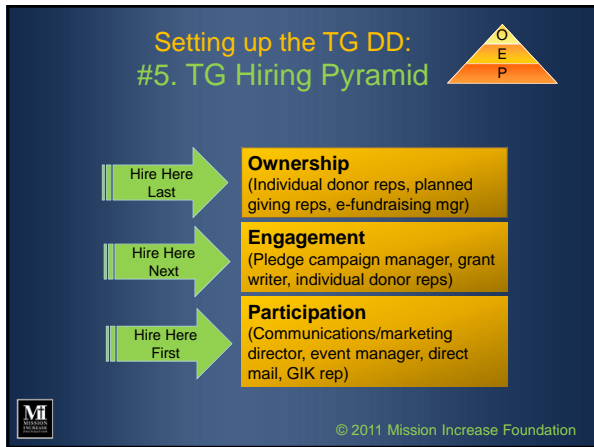 Setting up the TG DD:
#5. TG Hiring Pyramid
O
E
P
Hire Here
Last
Ownership
(Individual donor reps, planned
giving reps, e-fundraising mgr)
Hire Here
Next
Engagement
(Pledge campaign manager, grant
writer, individual donor reps)
Hire Here
First
Participation
(Communications/marketing
director, event manager, direct
mail, GIK rep)
Mi
MISSION
INCREASE
© 2011 Mission Increase Foundation